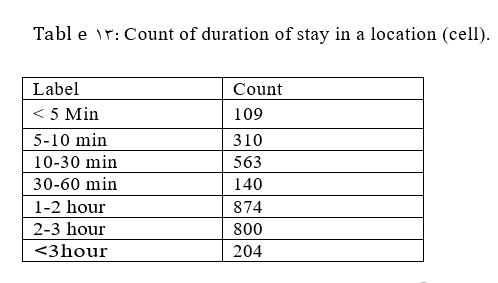 Tabl e ۱۳: Count of duration of stay in a location (cell).
Label Count
< 5 Min 109
5-10 min 310
10-30 min 563
30-60 min 140
1-2 hour 874
2-3 hour 800
<3hour 204